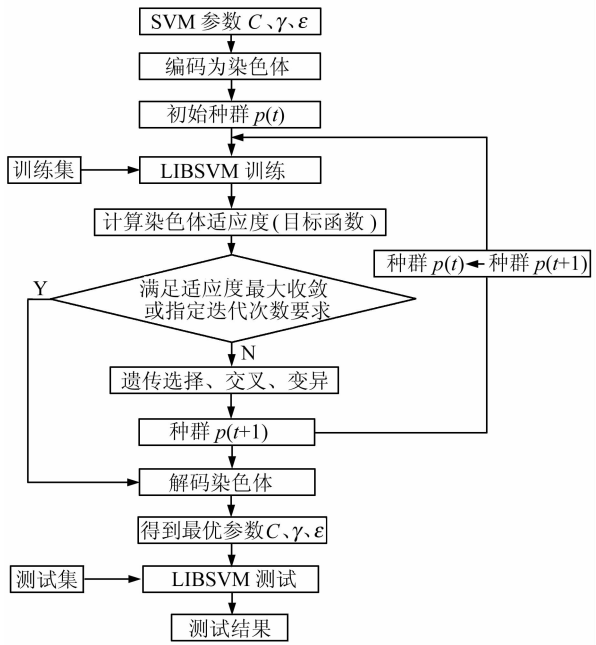 SVM 参数 C、γ、ε
编码为染色体
初始种群 p(t)
训练集
LIBSVM 训练
计算染色体适应度(目标函数)
种群 p(t) ← 种群 p(t+1)
Y
满足适应度最大收敛
或指定迭代次数要求
N
遗传选择、交叉、变异
种群 p(t+1)
解码染色体
得到最优参数C、γ、ε
测试集
LIBSVM 测试
测试结果